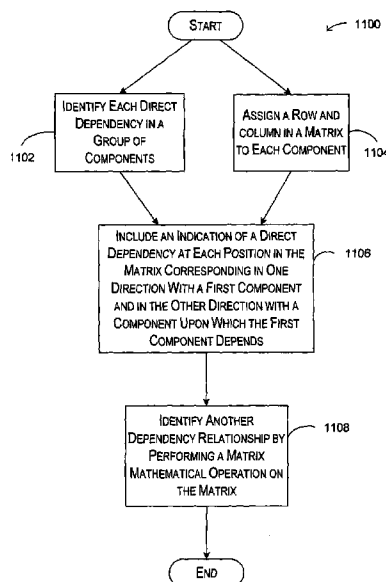 START
1100
IDENTIFY EACH DIRECT
DEPENDENCY IN A
GROUP OF
COMPONENTS
1102
ASSIGN A ROW AND
COLUMN IN A MATRIX
TO EACH COMPONENT
1104
INCLUDE AN INDICATION OF A DIRECT
DEPENDENCY AT EACH POSITION IN THE
MATRIX CORRESPONDING IN ONE
DIRECTION WITH A FIRST COMPONENT
AND IN THE OTHER DIRECTION WITH A
COMPONENT UPON WHICH THE FIRST
COMPONENT DEPENDS
1106
IDENTIFY ANOTHER
DEPENDENCY RELATIONSHIP BY
PERFORMING A MATRIX
MATHEMATICAL OPERATION ON
THE MATRIX
1108
END